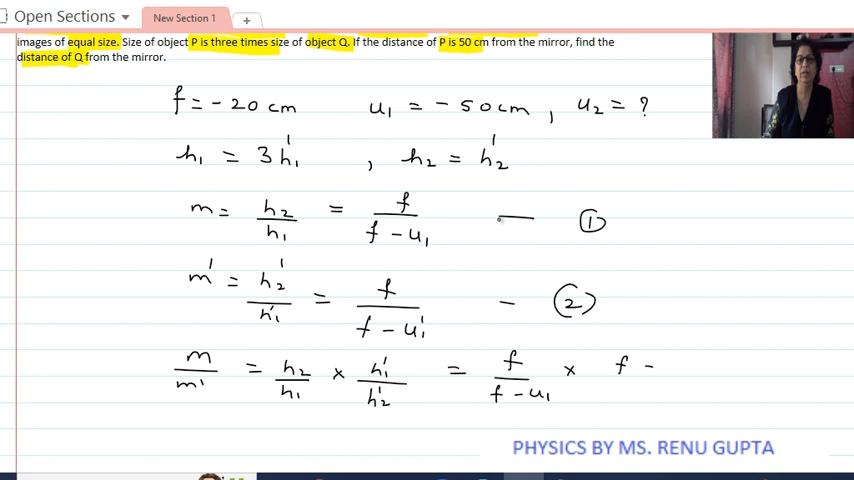 Open Sections
New Section 1
+
images of equal size. Size of object P is three times size of object Q. If the distance of P is 50 cm from the mirror, find the
distance of Q from the mirror.
f = - 20 cm u₁ = - 50 cm , u₂ = ?
h₁ = 3 h₁' , h₂ = h₂'
m = h₂/h₁ = f/(f - u₁) — ①
m' = h₂'/h₁' = f/(f - u₁') - ②
m/m' = h₂/h₁ × h₁'/h₂' = f/(f - u₁) × f -
PHYSICS BY MS. RENU GUPTA